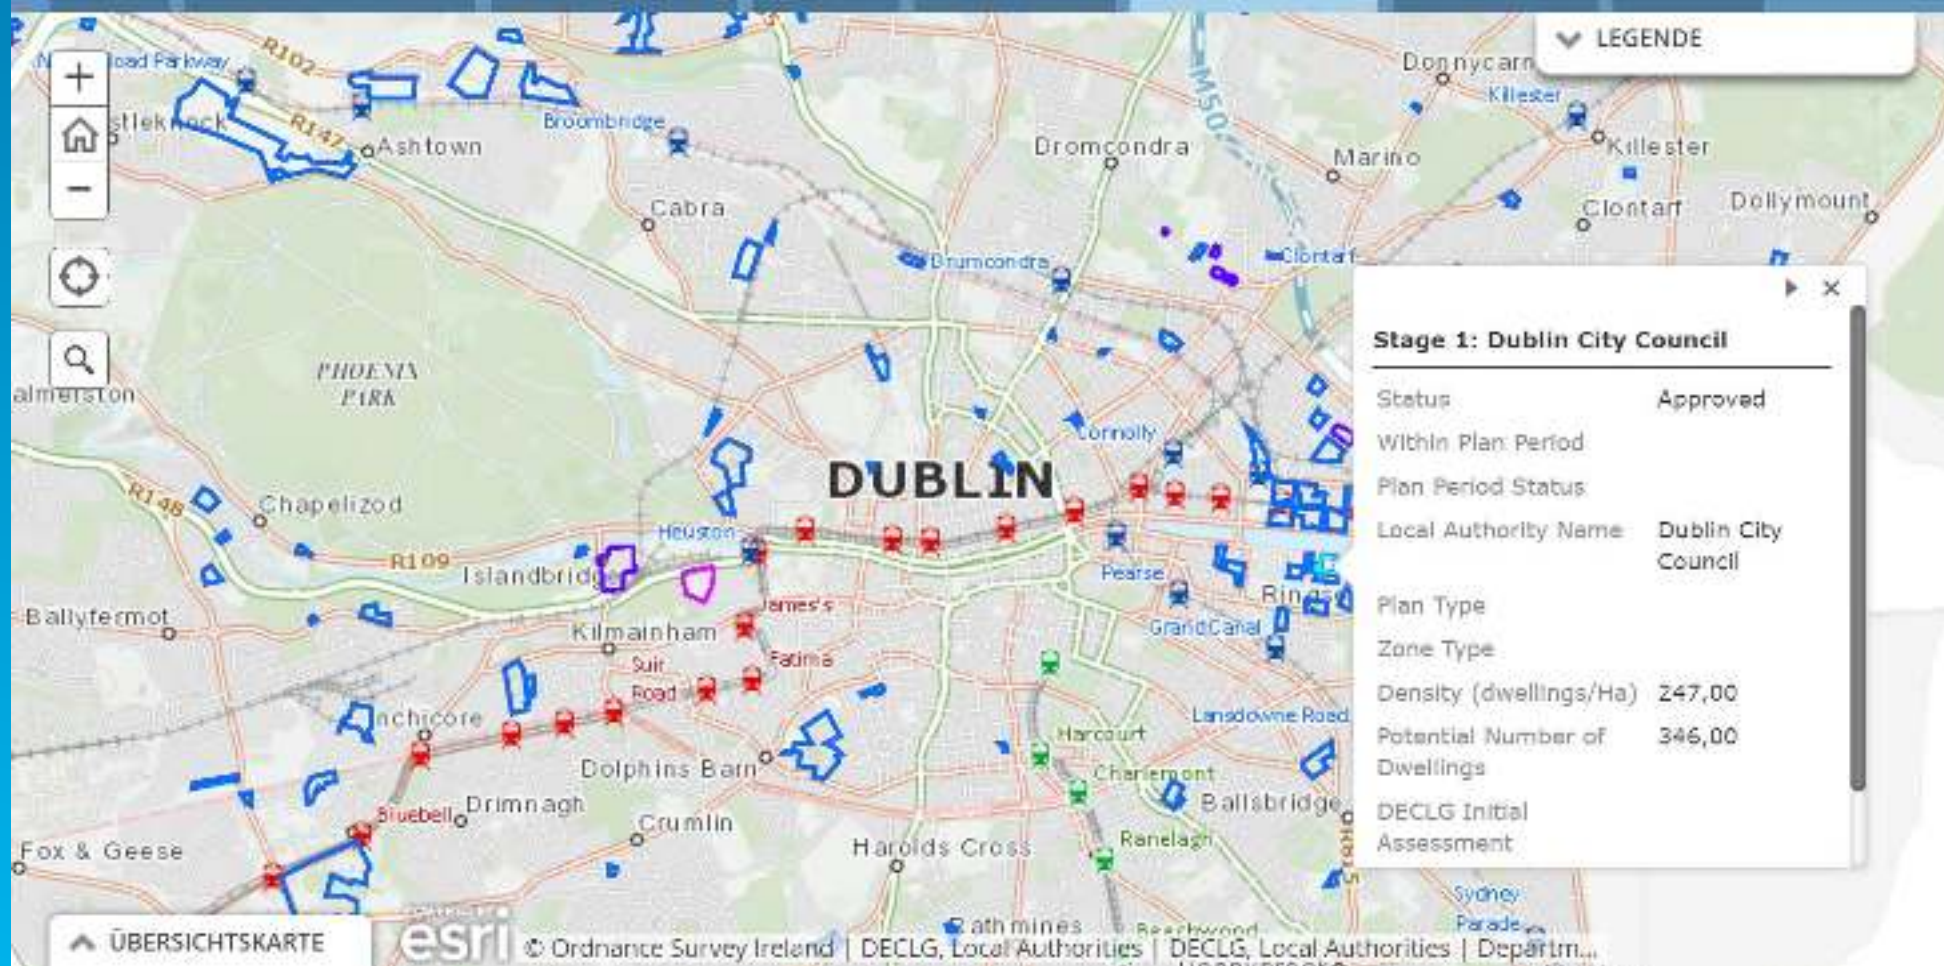 LEGENDE
R102
Donnycarn
Killester
R147
stleknock
Ashtown
Broombridge
Dromcondra
Marino
Killester
Cabra
Clontarf
Dollymount
Drumcondra
Clontarf
Stage 1: Dublin City Council
Status Approved
Within Plan Period
Plan Period Status
Local Authority Name Dublin City
Council
Plan Type
Zone Type
Density (dwellings/Ha) 247,00
Potential Number of 346,00
Dwellings
DECLG Initial
Assessment
PHOENIX
PARK
almerston
Connolly
DUBLIN
R148
Chapelizod
Heuston
R109
Islandbridge
Pearse
James's
Ballyfermot
Kilmainham
Grand Canal
Suir
Road
Fatima
nchicore
Lansdowne Road
Harcourt
Dolphins Barn
Charlemont
Ballsbridge
Bluebell
Drimnagh
Crumlin
Ranelagh
Fox & Geese
Harolds Cross
Sydney
Parade
Rathmines
Beechwood
ÜBERSICHTSKARTE
esri
© Ordnance Survey Ireland | DECLG, Local Authorities | DECLG, Local Authorities | Departm...